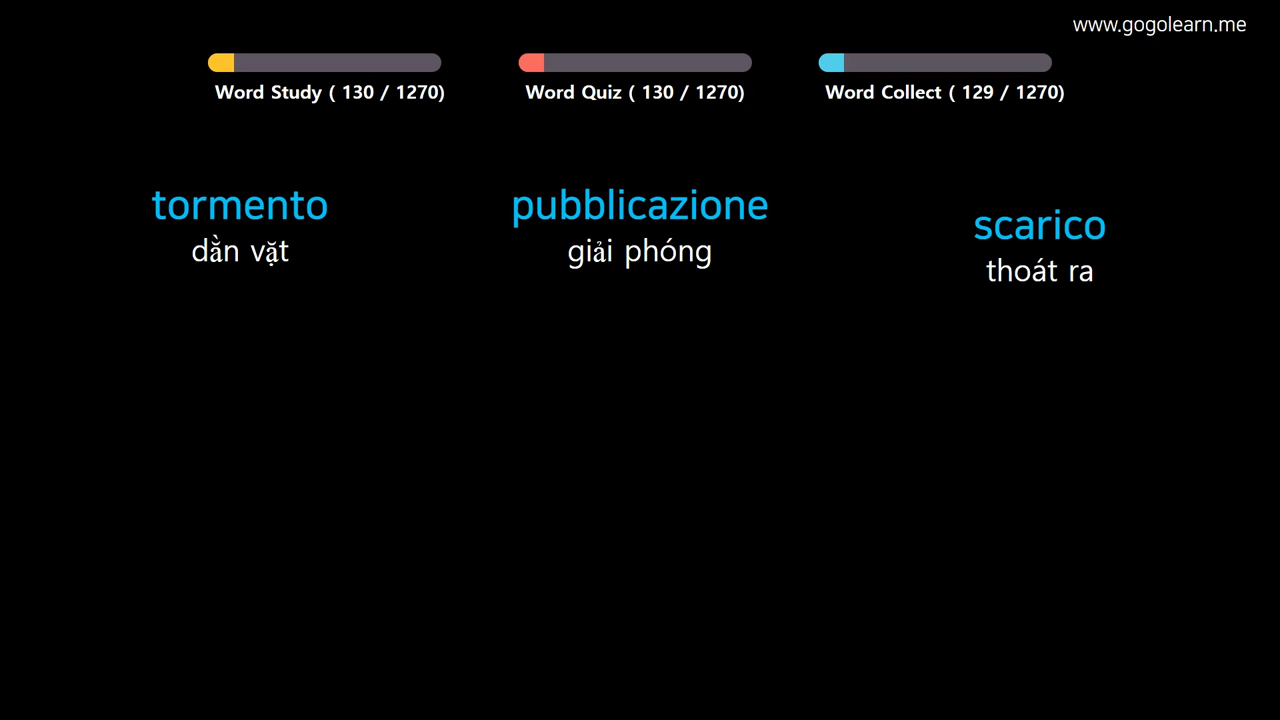 www.gogolearn.me
Word Study ( 130 / 1270)
Word Quiz ( 130 / 1270)
Word Collect ( 129 / 1270)
tormento
dằn vặt
pubblicazione
giải phóng
scarico
thoát ra